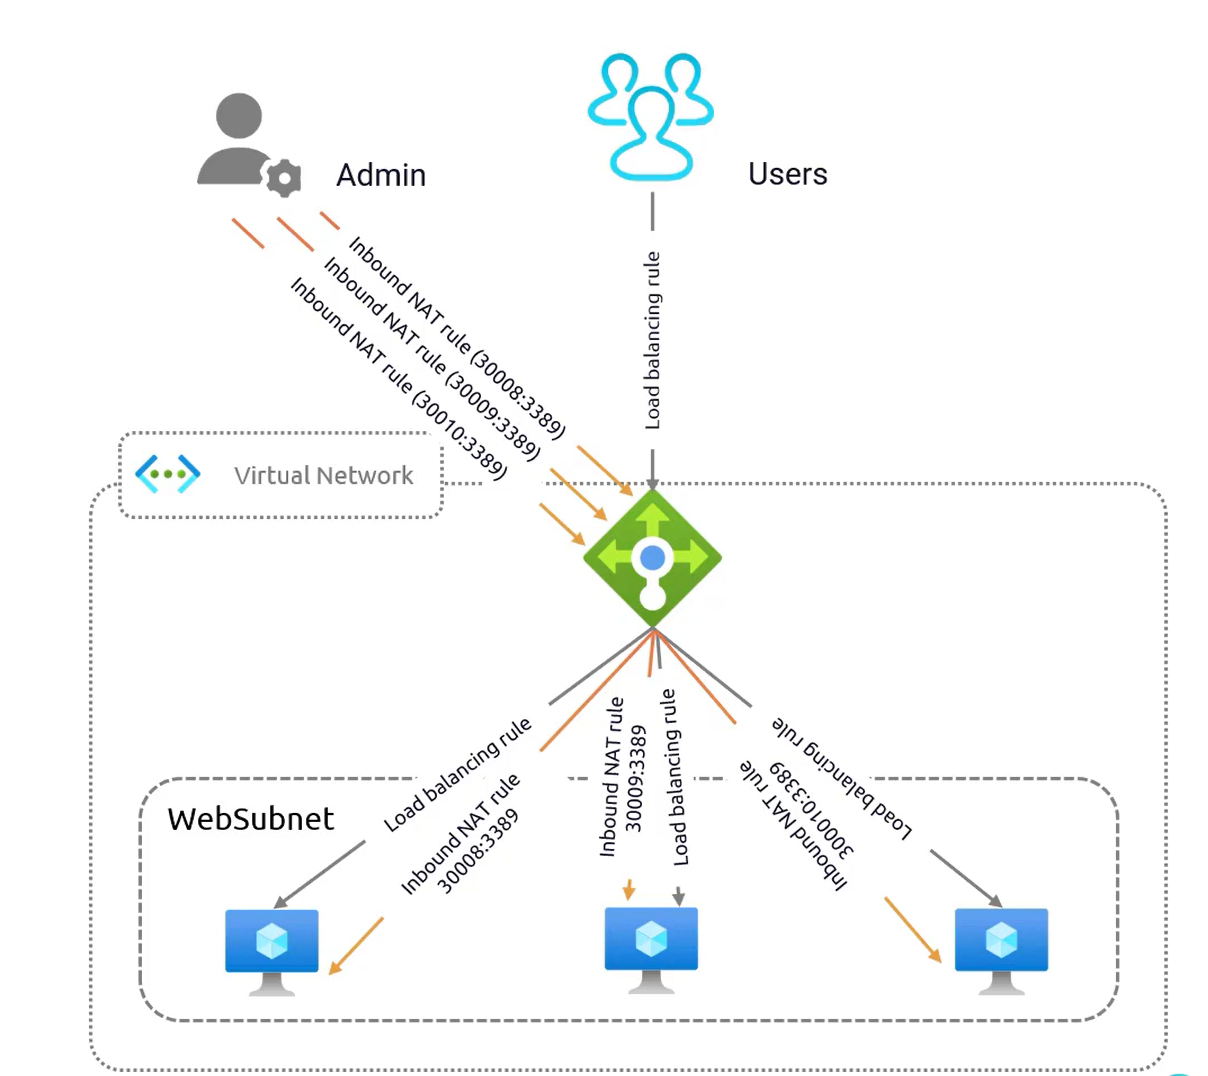 Admin
Users
Inbound NAT rule (30008:3389)
Inbound NAT rule (30009:3389)
Inbound NAT rule (30010:3389)
Load balancing rule
Virtual Network
Load balancing rule
Inbound NAT rule
30008:3389
Inbound NAT rule
30009:3389
Load balancing rule
Load balancing rule
300010:3389
Inbound NAT rule
WebSubnet